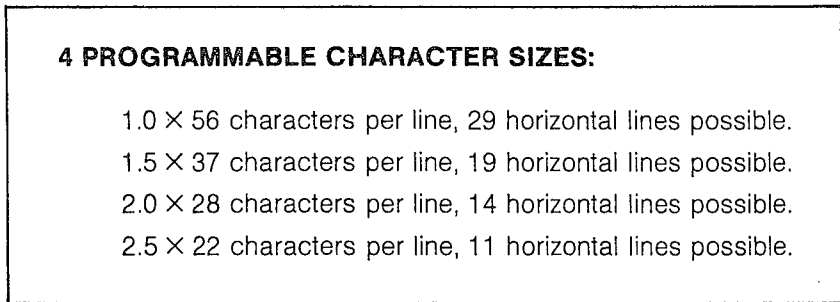 4 PROGRAMMABLE CHARACTER SIZES:
1.0 × 56 characters per line, 29 horizontal lines possible.
1.5 × 37 characters per line, 19 horizontal lines possible.
2.0 × 28 characters per line, 14 horizontal lines possible.
2.5 × 22 characters per line, 11 horizontal lines possible.